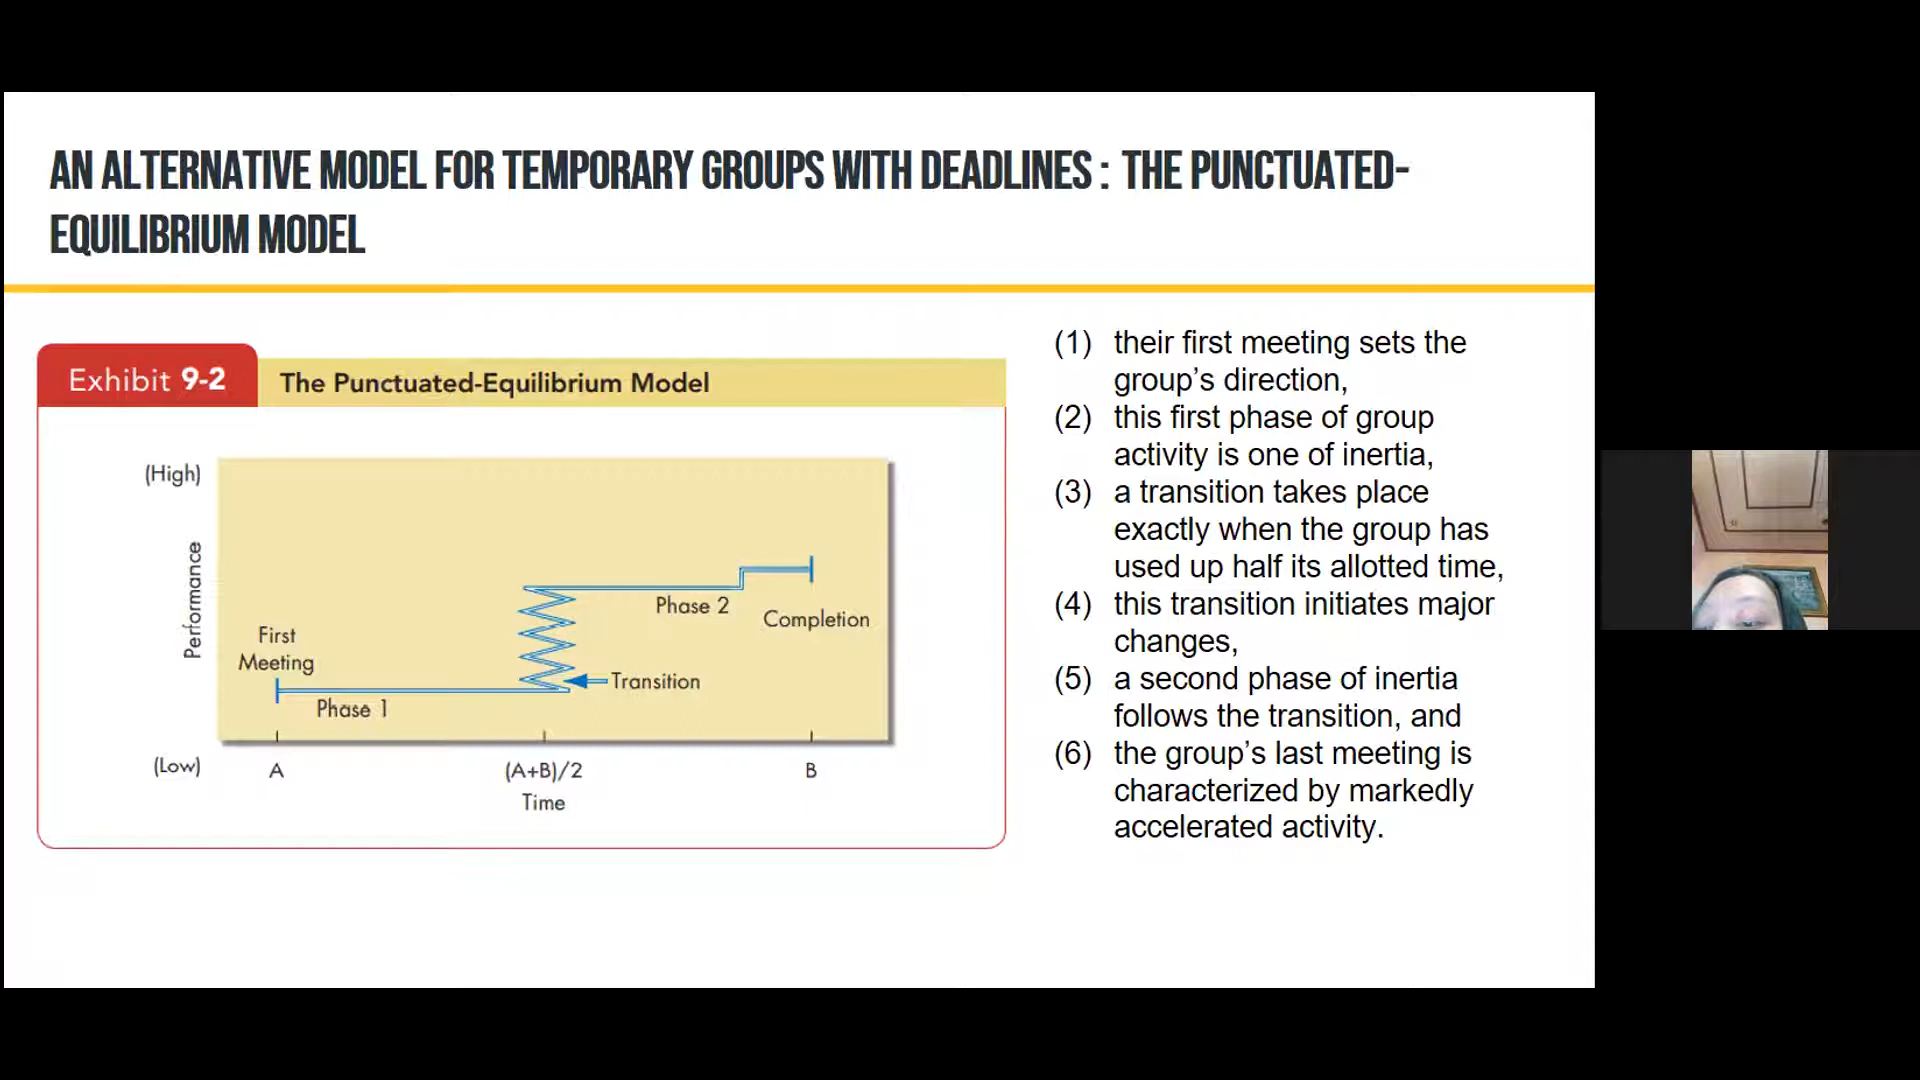 AN ALTERNATIVE MODEL FOR TEMPORARY GROUPS WITH DEADLINES : THE PUNCTUATED-
EQUILIBRIUM MODEL
Exhibit 9-2
The Punctuated-Equilibrium Model
(High)
Performance
(Low)
First
Meeting
Phase 1
Transition
Phase 2
Completion
A
(A+B)/2
B
Time
(1) their first meeting sets the
group’s direction,
(2) this first phase of group
activity is one of inertia,
(3) a transition takes place
exactly when the group has
used up half its allotted time,
(4) this transition initiates major
changes,
(5) a second phase of inertia
follows the transition, and
(6) the group’s last meeting is
characterized by markedly
accelerated activity.